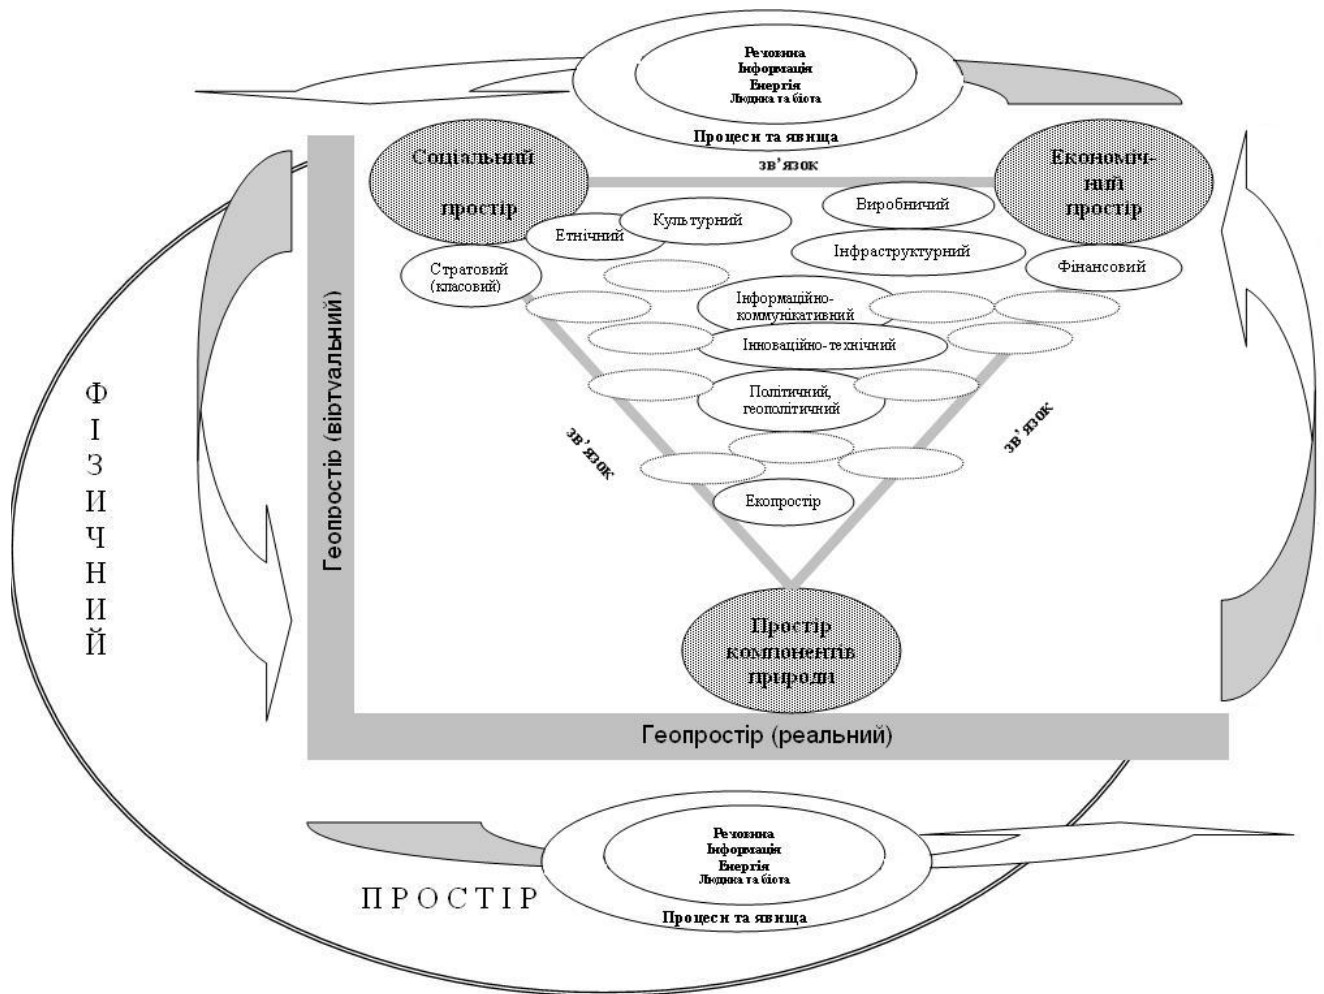 Речовина
Інформація
Енергія
Людина та біота
Процеси та явища
зв’язок
Соціальний
простір
Економіч-
ний
простір
Виробничий
Культурний
Етнічний
Інфраструктурний
Стратовий
(класовий)
Фінансовий
Інформаційно-
коммунікативний
Інноваційно-технічний
Політичний,
геополітичний
зв’язок
зв’язок
Екопростір
Геопростір (віртуальний)
ФІЗИЧНИЙ
Простір
компонентів
природи
Геопростір (реальний)
Речовина
Інформація
Енергія
Людина та біота
Процеси та явища
ПРОСТІР